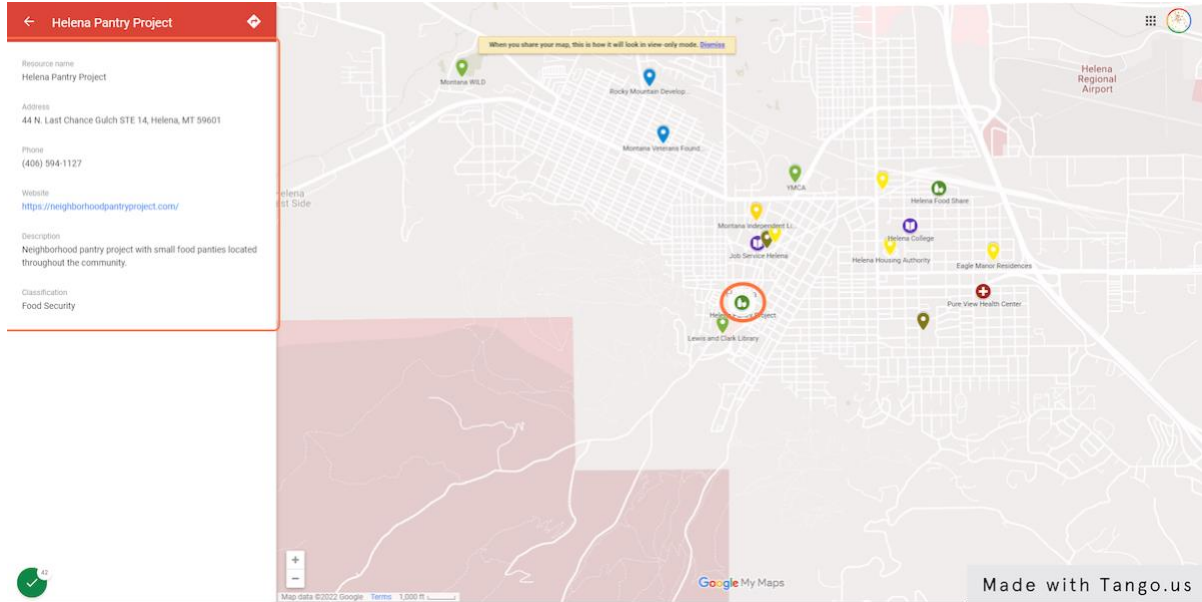 Helena Pantry Project
Resource name
Helena Pantry Project
Address
44 N. Last Chance Gulch STE 14, Helena, MT 59601
Phone
(406) 594-1127
Website
https://neighborhoodpantryproject.com/
Description
Neighborhood pantry project with small food panties located
throughout the community.
Classification
Food Security
42
When you share your map, this is how it will look in view-only mode. Dismiss
Helena
Regional
Airport
Montana WILD
Rocky Mountain Develop...
Montana Veterans Found...
YMCA
Helena Food Share
Montana Independent Li...
Helena College
Job Service Helena
Helena Housing Authority
Eagle Manor Residences
Pure View Health Center
Lewis and Clark Library
+
−
Google My Maps
Map data ©2022 Google
Terms
1,000 ft
Made with Tango.us